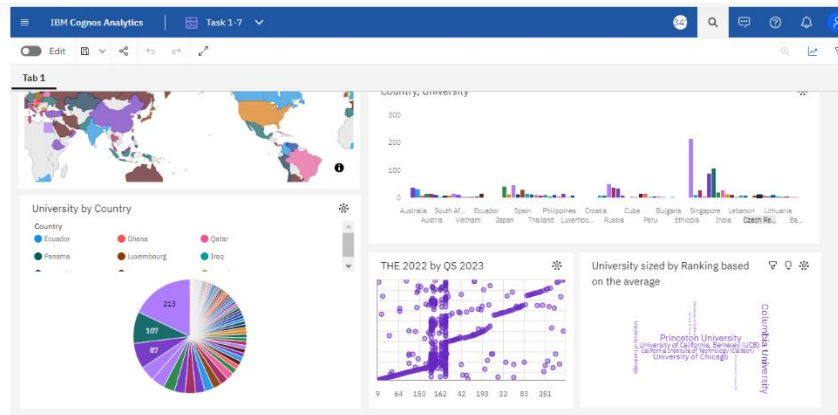 IBM Cognos Analytics
Task 1-7
Edit
Tab 1
Country, University
300
200
100
0
Australia South Af... Ecuador Spain Philippines Croatia Cuba Bulgaria Singapore Lebanon Lithuania
Austria Vietnam Japan Thailand Luxembo... Russia Peru Ethiopia India Czech Re... Ba...
University by Country
Country
Ecuador Ghana Qatar
Panama Luxembourg Iraq
213
107
87
THE 2022 by QS 2023
9 64 160 162 42 193 32 83 261
University sized by Ranking based
on the average
Columbia University
Princeton University
University of California, Berkeley (UCB)
California Institute of Technology (Caltech)
University of Chicago
University of Cambridge